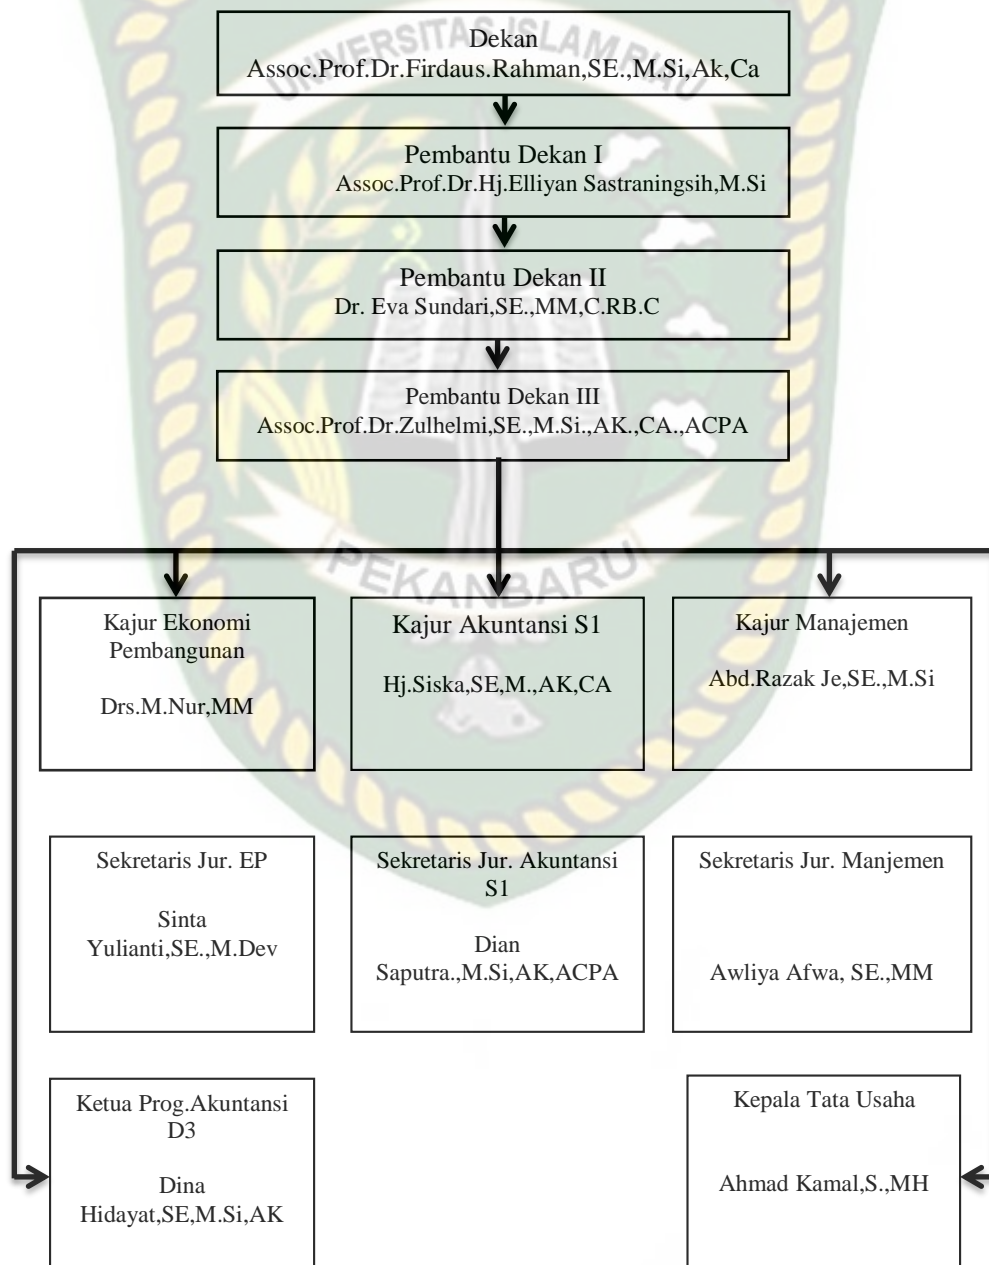 UNIVERSITAS ISLAM RIAU
Dekan
Assoc.Prof.Dr.Firdaus.Rahman,SE.,M.Si,Ak,Ca
Pembantu Dekan I
Assoc.Prof.Dr.Hj.Elliyan Sastraningsih,M.Si
Pembantu Dekan II
Dr. Eva Sundari,SE.,MM,C.RB.C
Pembantu Dekan III
Assoc.Prof.Dr.Zulhelmi,SE.,M.Si.,AK.,CA.,ACPA
PEKANBARU
Kajur Ekonomi
Pembangunan
Drs.M.Nur,MM
Kajur Akuntansi S1
Hj.Siska,SE,M.,AK,CA
Kajur Manajemen
Abd.Razak Je,SE.,M.Si
Sekretaris Jur. EP
Sinta
Yulianti,SE.,M.Dev
Sekretaris Jur. Akuntansi
S1
Dian
Saputra.,M.Si,AK,ACPA
Sekretaris Jur. Manjemen
Awliya Afwa, SE.,MM
Ketua Prog.Akuntansi
D3
Dina
Hidayat,SE,M.Si,AK
Kepala Tata Usaha
Ahmad Kamal,S.,MH